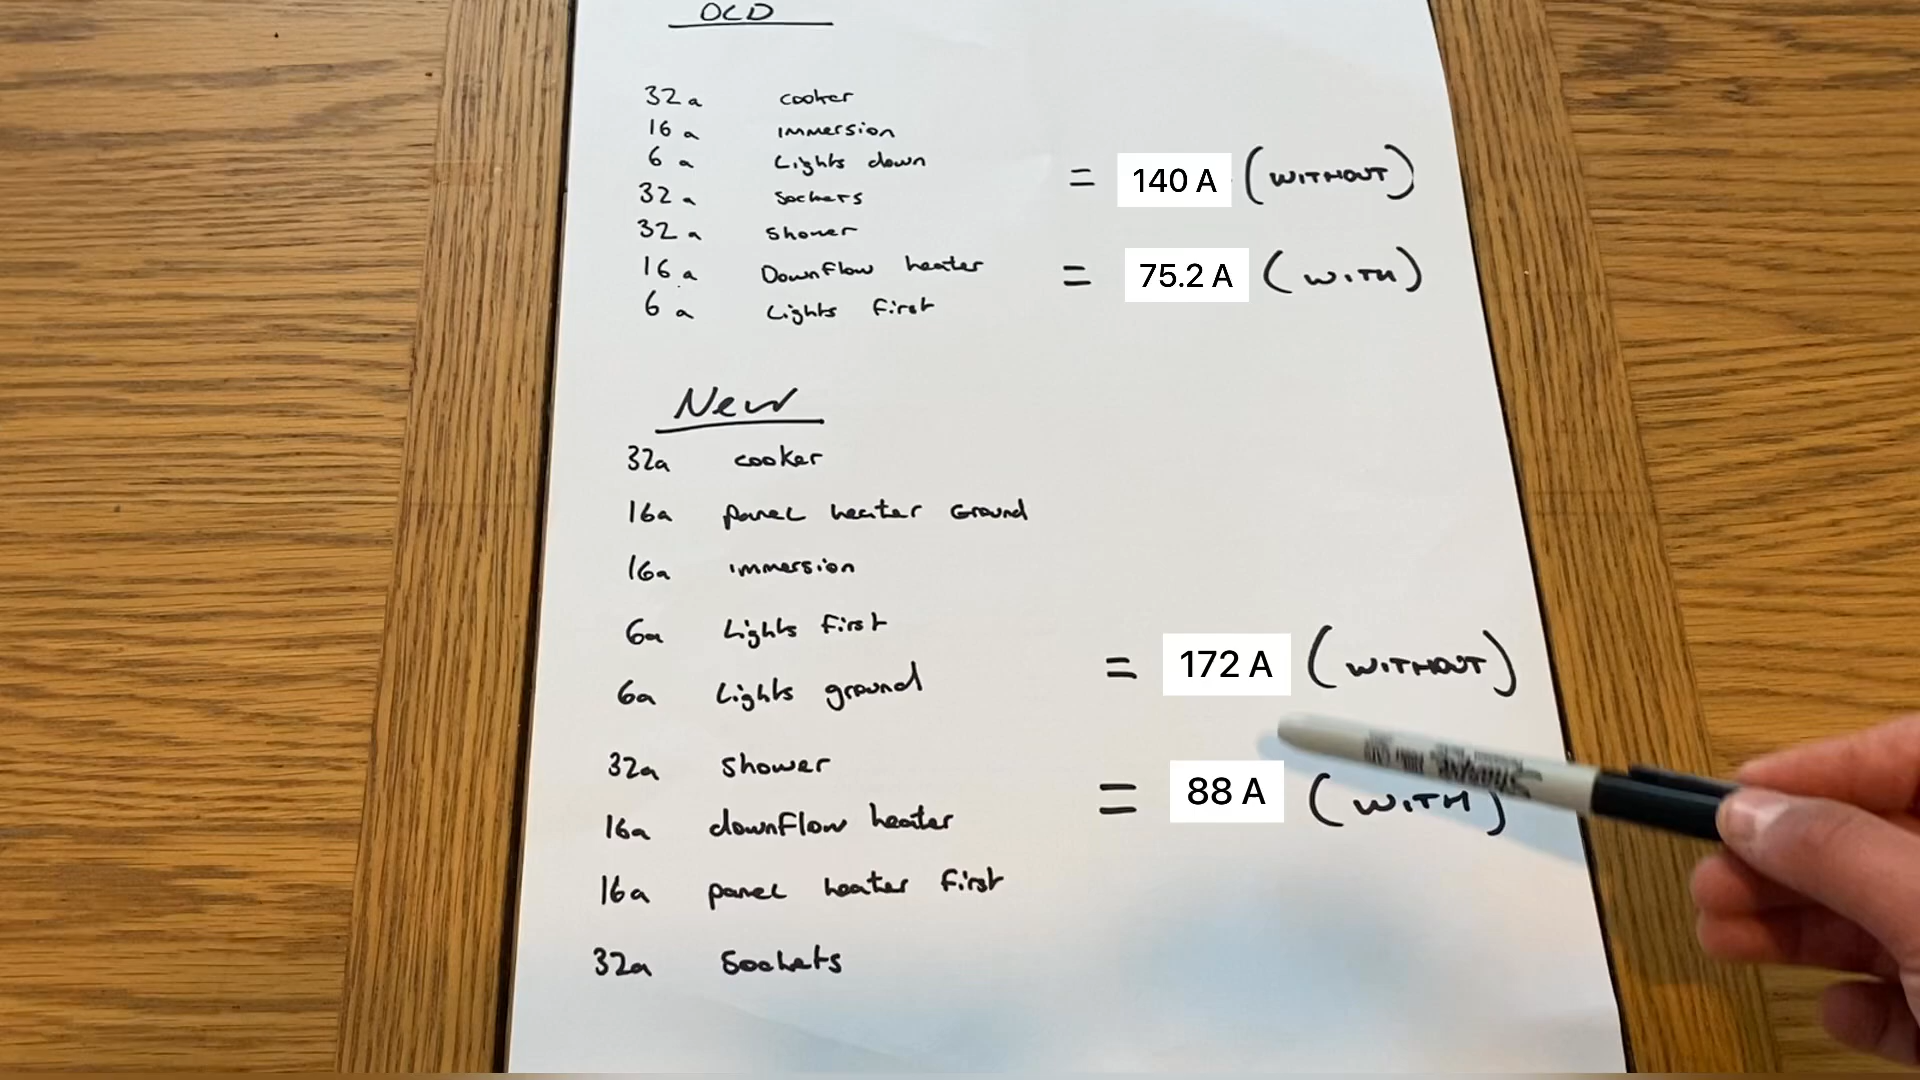 OLD
32a cooker
16a immersion
6a Lights down
32a Sockets
32a shower
16a Downflow heater
6a Lights First
= 140 A (WITHOUT)
= 75.2 A (WITH)
New
32a cooker
16a panel heater Ground
16a immersion
6a Lights First
6a Lights ground
32a shower
16a downflow heater
16a panel heater First
32a Sockets
= 172 A (WITHOUT)
= 88 A (WITH)
Sharpie